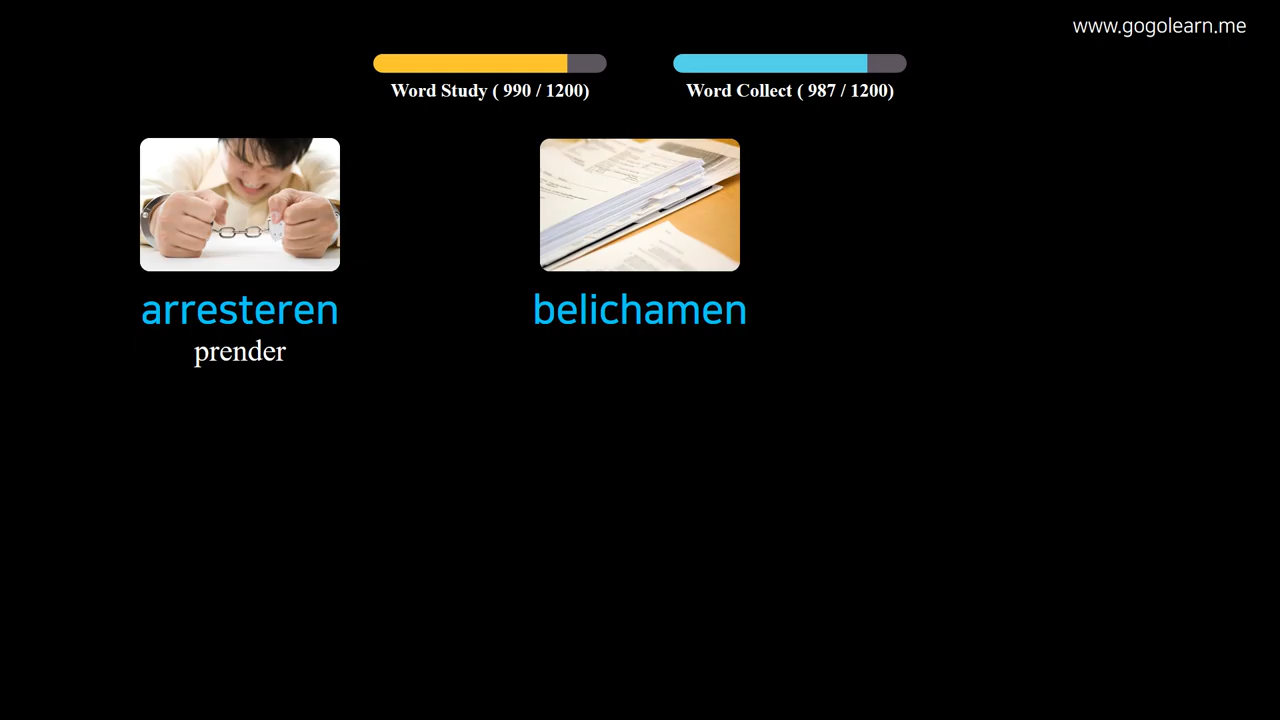 www.gogolearn.me
Word Study ( 990 / 1200)
Word Collect ( 987 / 1200)
arresteren
belichamen
prender